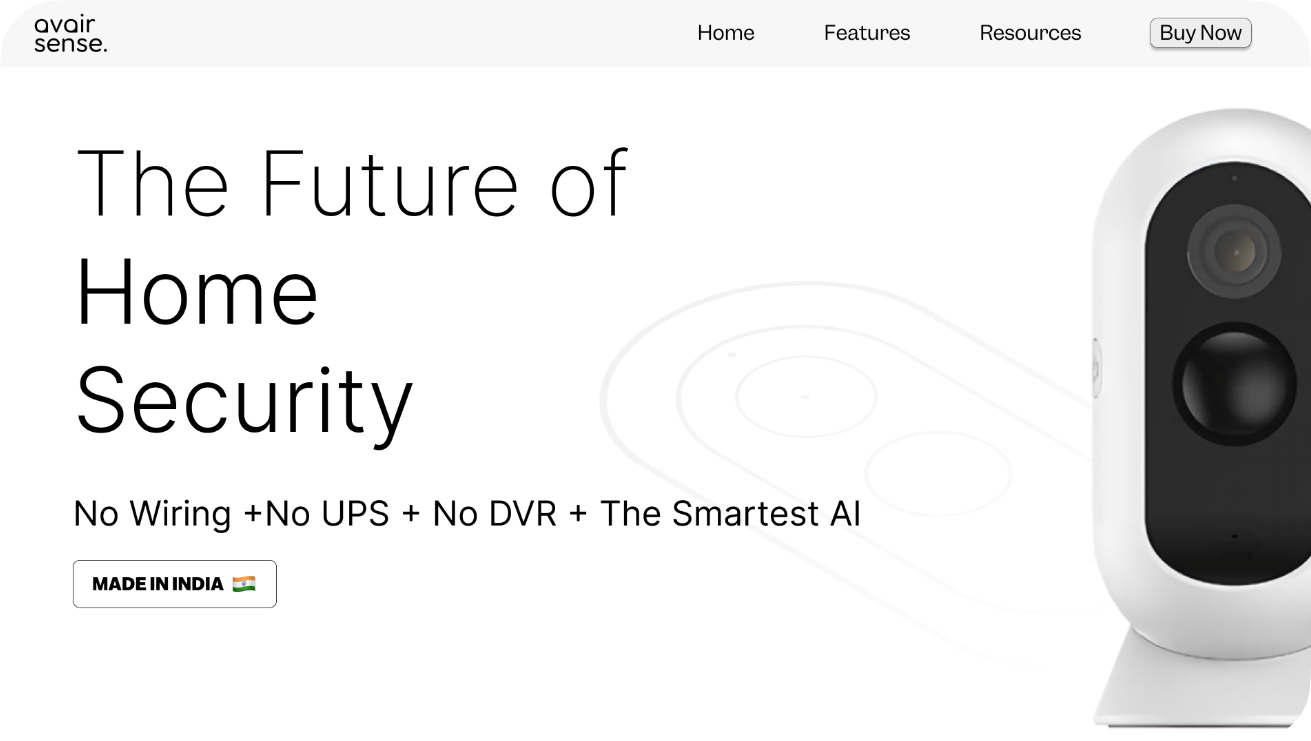 avair
sense.
Home
Features
Resources
Buy Now
The Future of
Home
Security
No Wiring +No UPS + No DVR + The Smartest AI
MADE IN INDIA 🇮🇳